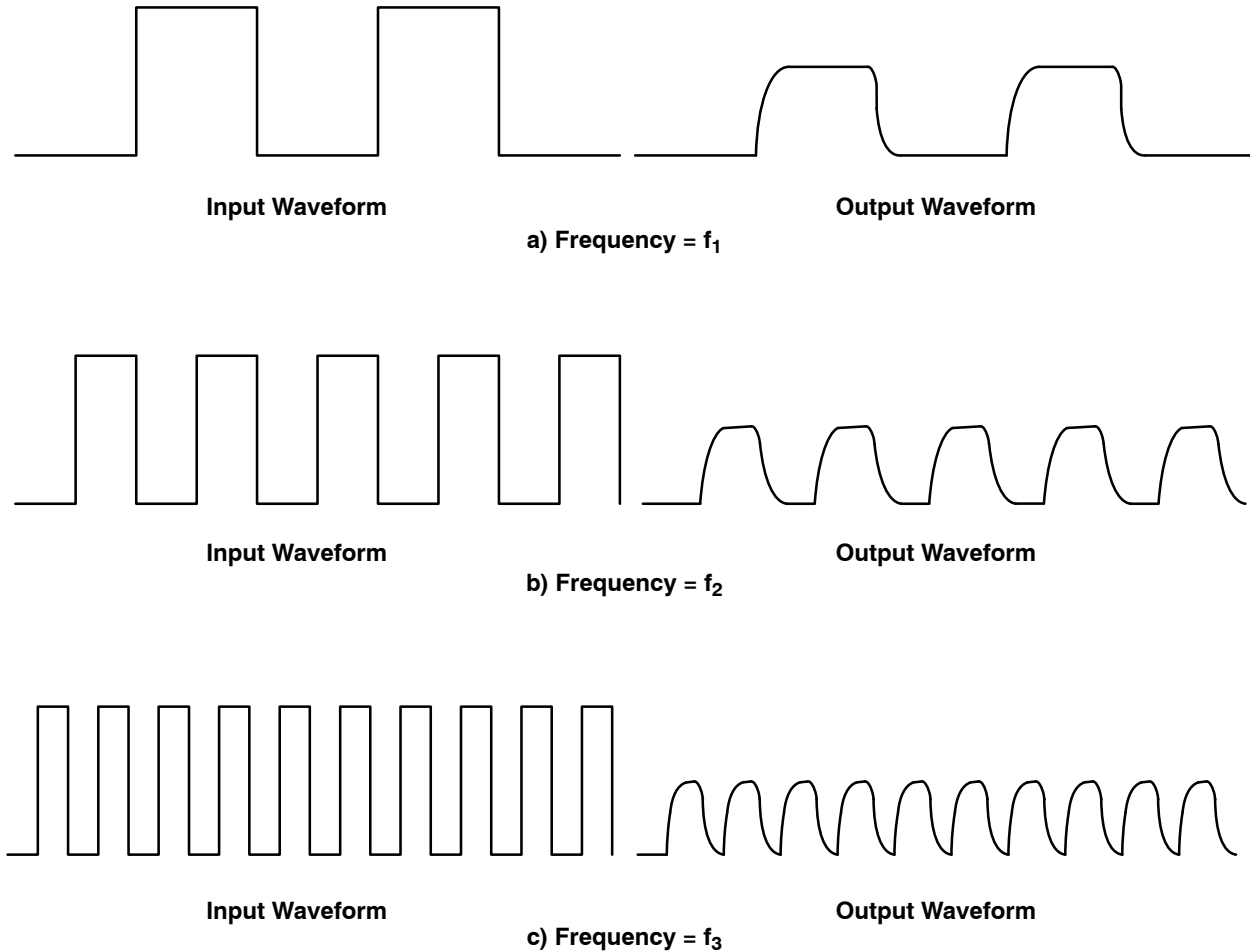 Input Waveform
Output Waveform
a) Frequency = f₁
Input Waveform
Output Waveform
b) Frequency = f₂
Input Waveform
Output Waveform
c) Frequency = f₃